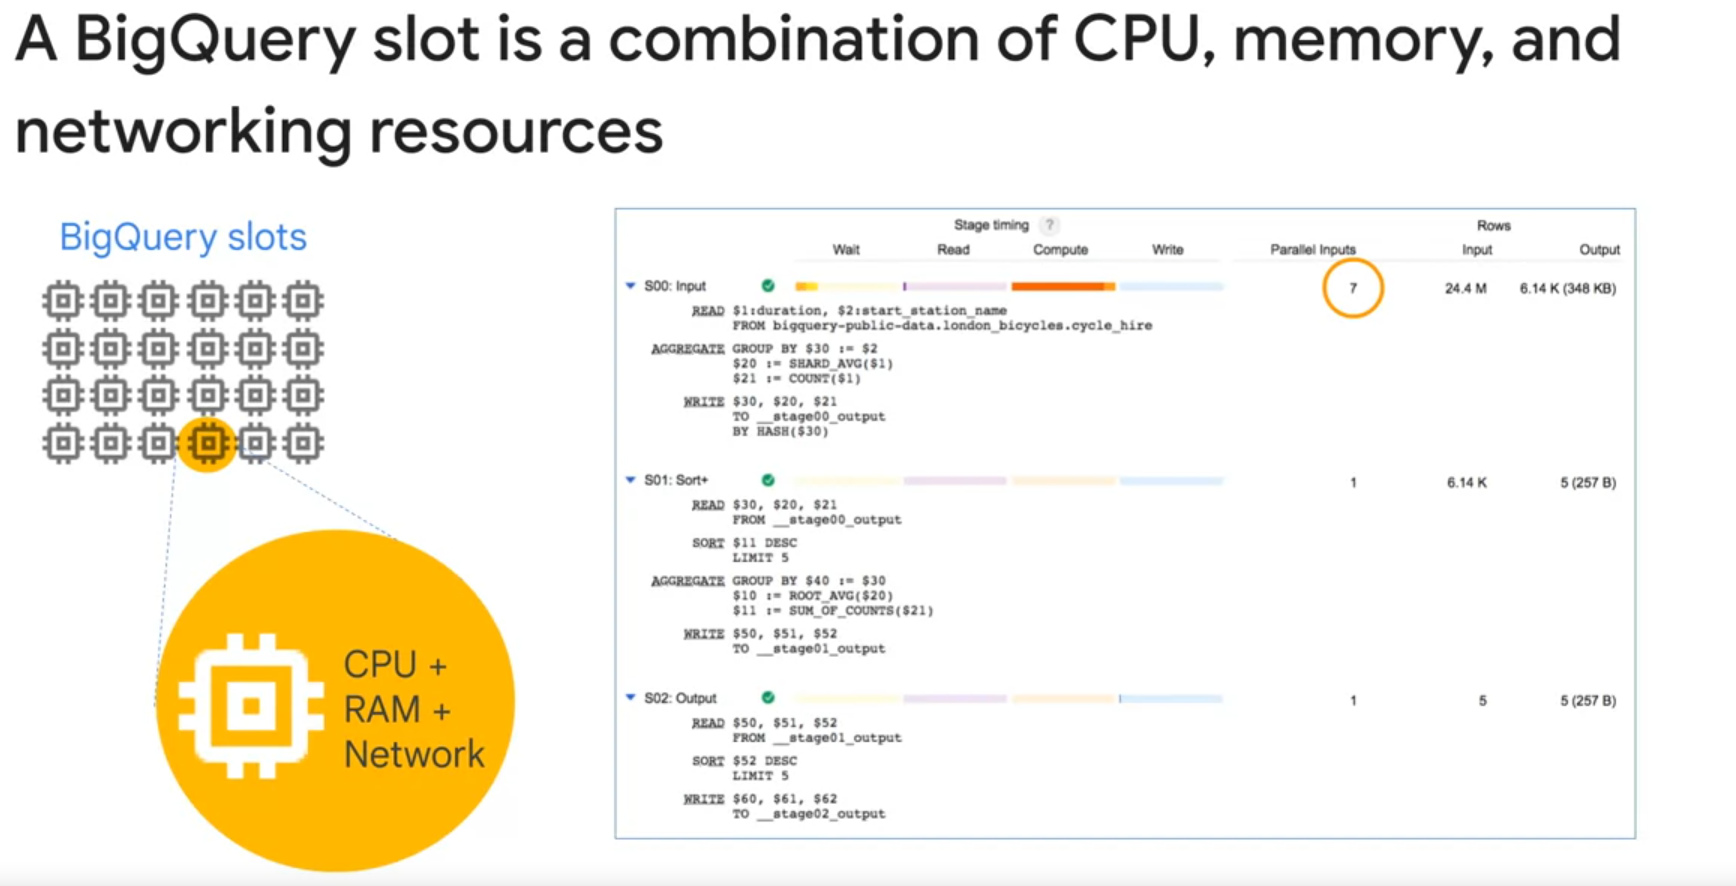 A BigQuery slot is a combination of CPU, memory, and
networking resources
BigQuery slots
CPU +
RAM +
Network
Stage timing ?
Rows
Wait Read Compute Write Parallel Inputs Input Output
S00: Input 7 24.4 M 6.14 K (348 KB)
READ $1:duration, $2:start_station_name
FROM bigquery-public-data.london_bicycles.cycle_hire
AGGREGATE GROUP BY $30 := $2
$20 := SHARD_AVG($1)
$21 := COUNT($1)
WRITE $30, $20, $21
TO __stage00_output
BY HASH($30)
S01: Sort+ 1 6.14 K 5 (257 B)
READ $30, $20, $21
FROM __stage00_output
SORT $11 DESC
LIMIT 5
AGGREGATE GROUP BY $40 := $30
$10 := ROOT_AVG($20)
$11 := SUM_OF_COUNTS($21)
WRITE $50, $51, $52
TO __stage01_output
S02: Output 1 5 5 (257 B)
READ $50, $51, $52
FROM __stage01_output
SORT $52 DESC
LIMIT 5
WRITE $60, $61, $62
TO __stage02_output